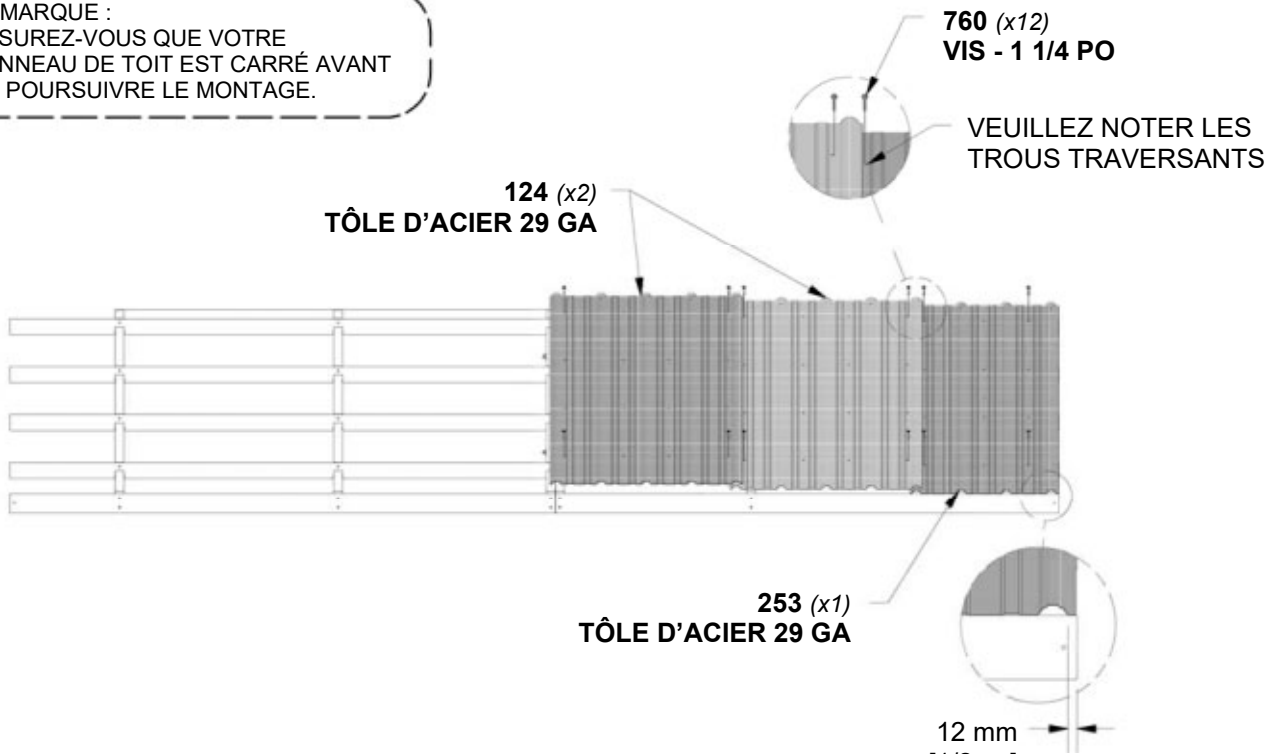 MARQUE :
SUREZ-VOUS QUE VOTRE
NNEAU DE TOIT EST CARRÉ AVANT
POURSUIVRE LE MONTAGE.
760 (x12)
VIS - 1 1/4 PO
VEUILLEZ NOTER LES
TROUS TRAVERSANTS
124 (x2)
TÔLE D’ACIER 29 GA
253 (x1)
TÔLE D’ACIER 29 GA
12 mm